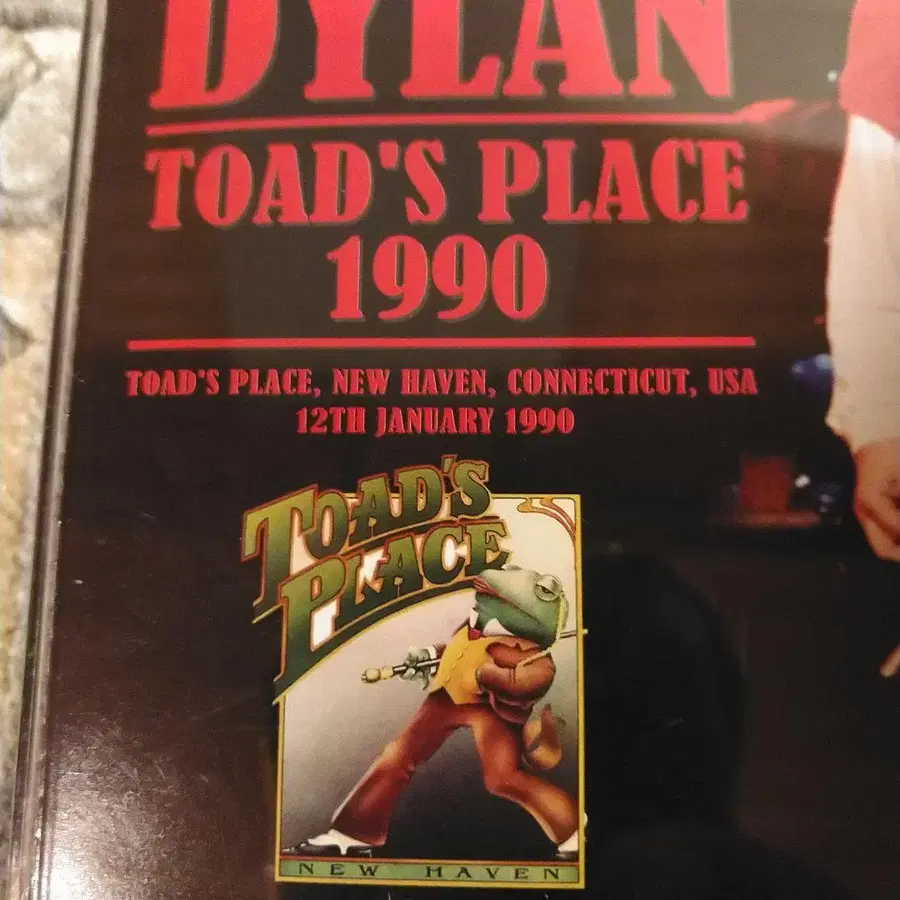 DYLAN
TOAD'S PLACE
1990
TOAD'S PLACE, NEW HAVEN, CONNECTICUT, USA
12TH JANUARY 1990
TOAD'S
PLACE
NEW HAVEN